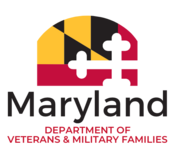 Maryland
DEPARTMENT OF
VETERANS & MILITARY FAMILIES